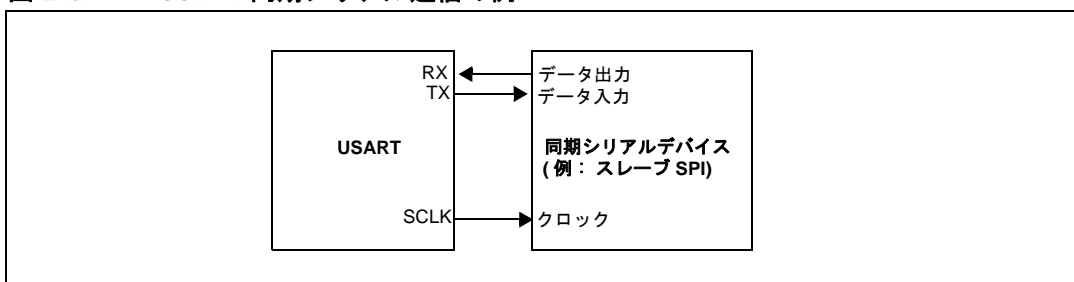 RX
データ出力
TX
データ入力
USART
同期シリアルデバイス
( 例： スレーブ SPI)
SCLK
クロック